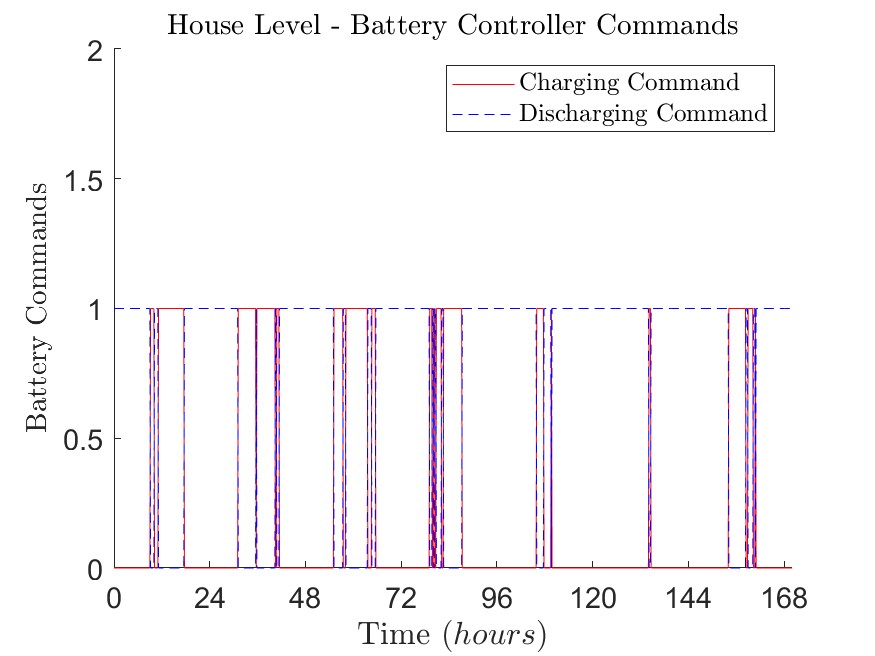 House Level - Battery Controller Commands
Charging Command
Discharging Command
Battery Commands
2
1.5
1
0.5
0
0 24 48 72 96 120 144 168
Time (hours)